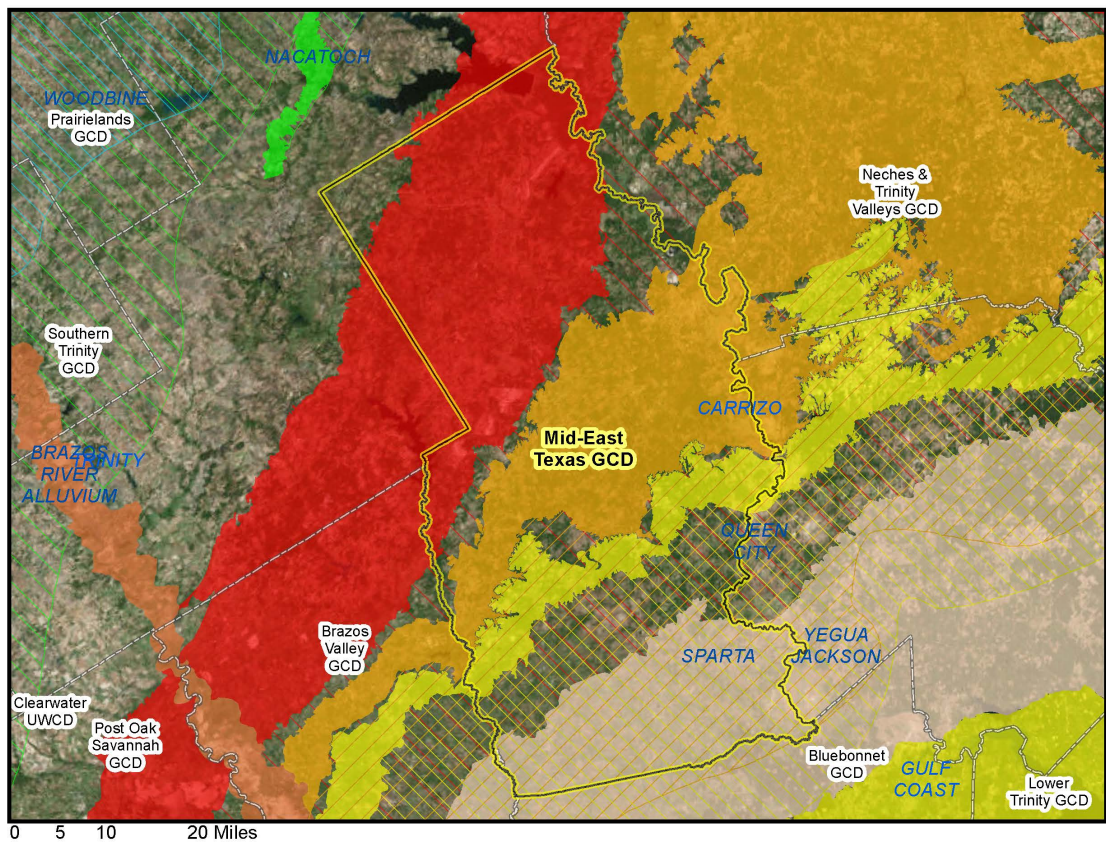 NACATOCH
WOODBINE
Prairielands
GCD
Neches &
Trinity
Valleys GCD
Southern
Trinity
GCD
CARRIZO
Mid-East
Texas GCD
BRAZOS
RIVER
ALLUVIUM
TRINITY
QUEEN
CITY
Brazos
Valley
GCD
SPARTA
YEGUA
JACKSON
Clearwater
UWCD
Post Oak
Savannah
GCD
Bluebonnet
GCD
GULF
COAST
Lower
Trinity GCD
0 5 10 20 Miles